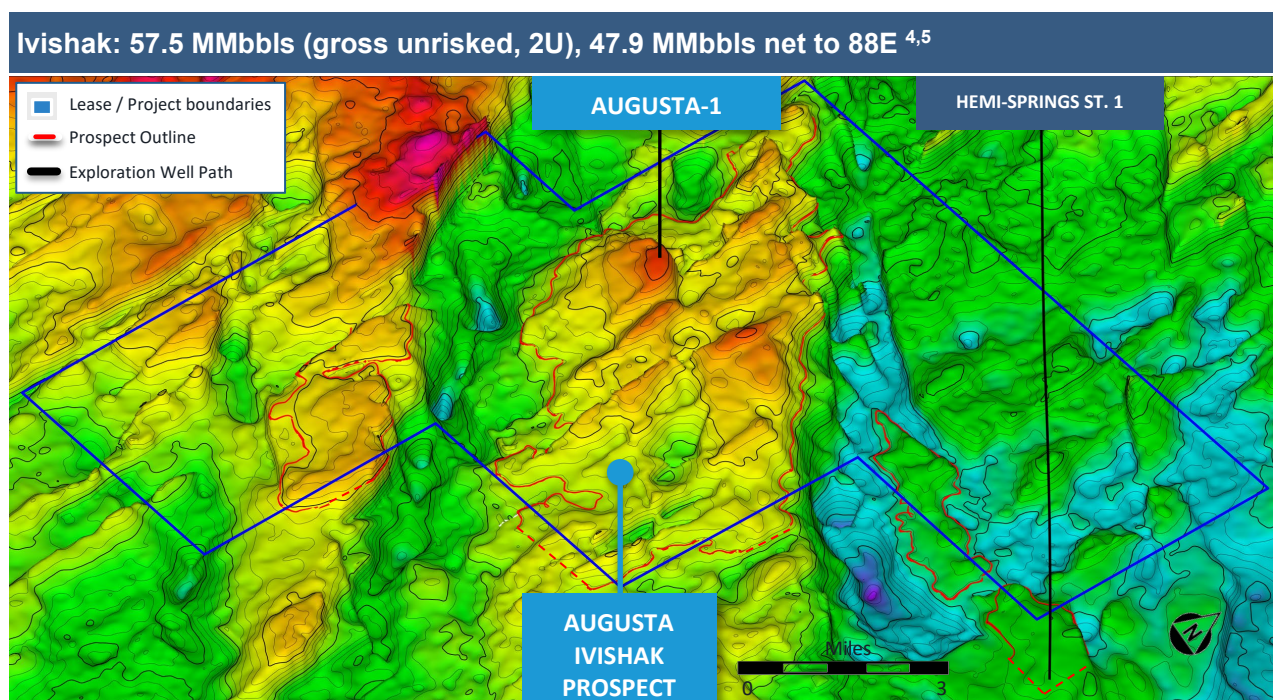 Ivishak: 57.5 MMbbls (gross unrisked, 2U), 47.9 MMbbls net to 88E 4,5
Lease / Project boundaries
Prospect Outline
Exploration Well Path
AUGUSTA-1
HEMI-SPRINGS ST. 1
AUGUSTA
IVISHAK
PROSPECT
Miles
0 3
N